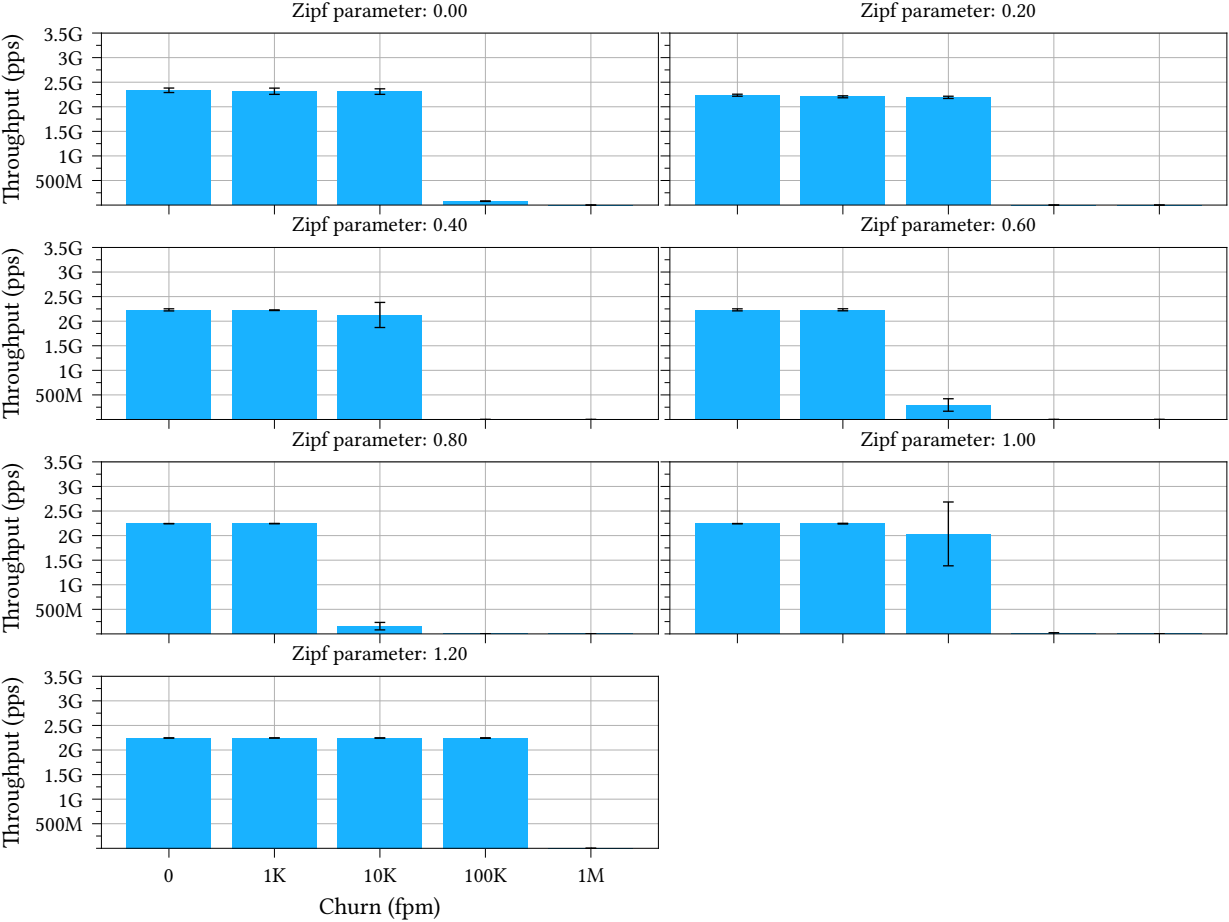 Zipf parameter: 0.00
Zipf parameter: 0.20
Throughput (pps)
3.5G
3G
2.5G
2G
1.5G
1G
500M
Zipf parameter: 0.40
Zipf parameter: 0.60
Throughput (pps)
3.5G
3G
2.5G
2G
1.5G
1G
500M
Zipf parameter: 0.80
Zipf parameter: 1.00
Throughput (pps)
3.5G
3G
2.5G
2G
1.5G
1G
500M
Zipf parameter: 1.20
Throughput (pps)
3.5G
3G
2.5G
2G
1.5G
1G
500M
0 1K 10K 100K 1M
Churn (fpm)